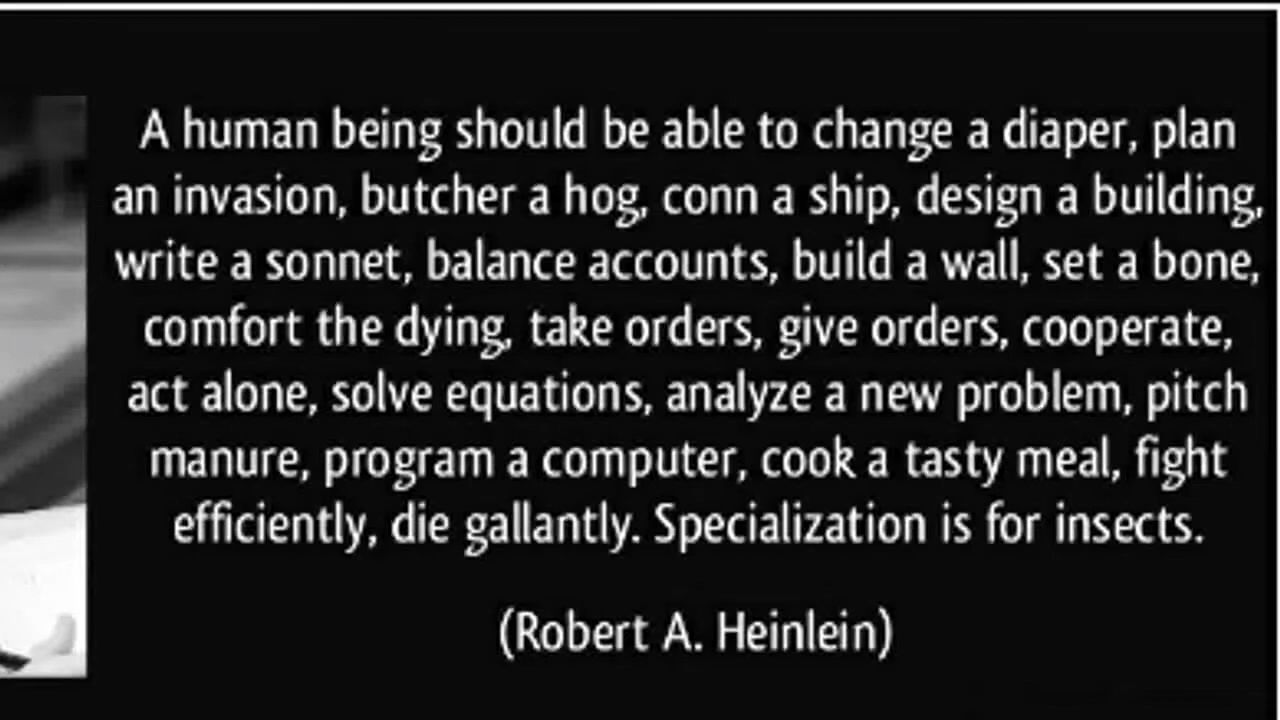 A human being should be able to change a diaper, plan
an invasion, butcher a hog, conn a ship, design a building,
write a sonnet, balance accounts, build a wall, set a bone,
comfort the dying, take orders, give orders, cooperate,
act alone, solve equations, analyze a new problem, pitch
manure, program a computer, cook a tasty meal, fight
efficiently, die gallantly. Specialization is for insects.
(Robert A. Heinlein)